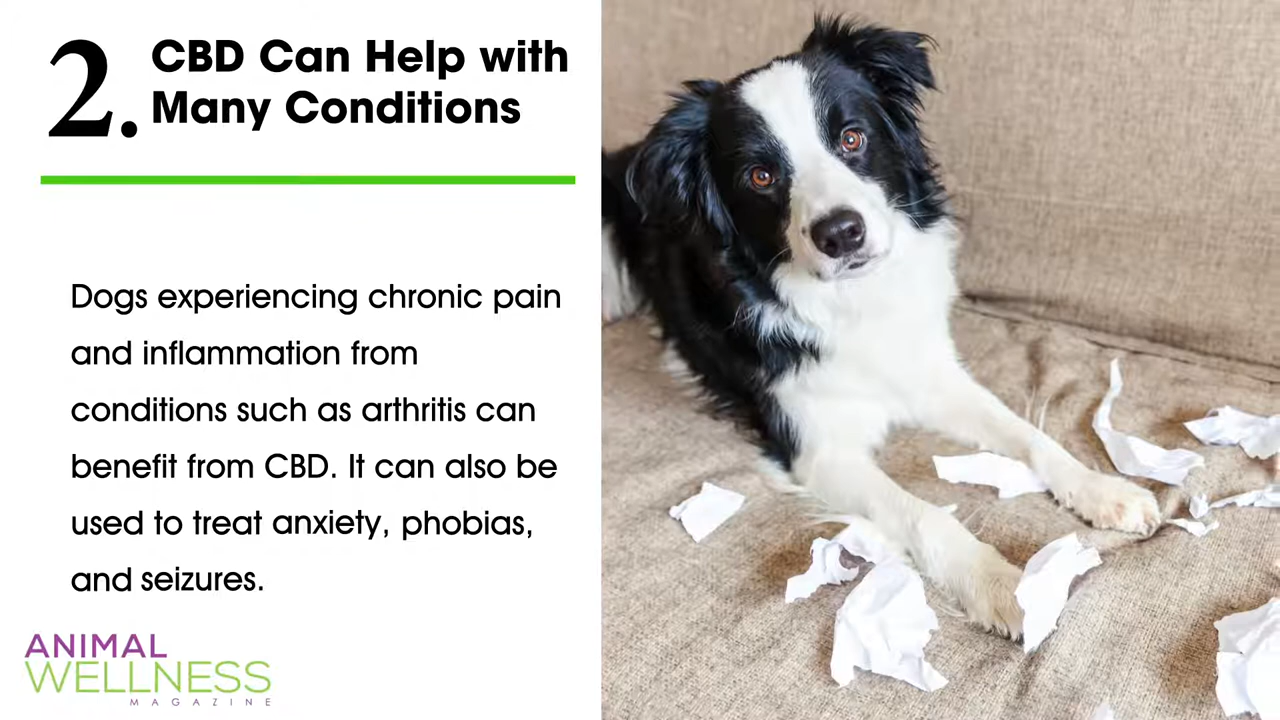 2. CBD Can Help with
Many Conditions
Dogs experiencing chronic pain
and inflammation from
conditions such as arthritis can
benefit from CBD. It can also be
used to treat anxiety, phobias,
and seizures.
ANIMAL
WELLNESS
MAGAZINE